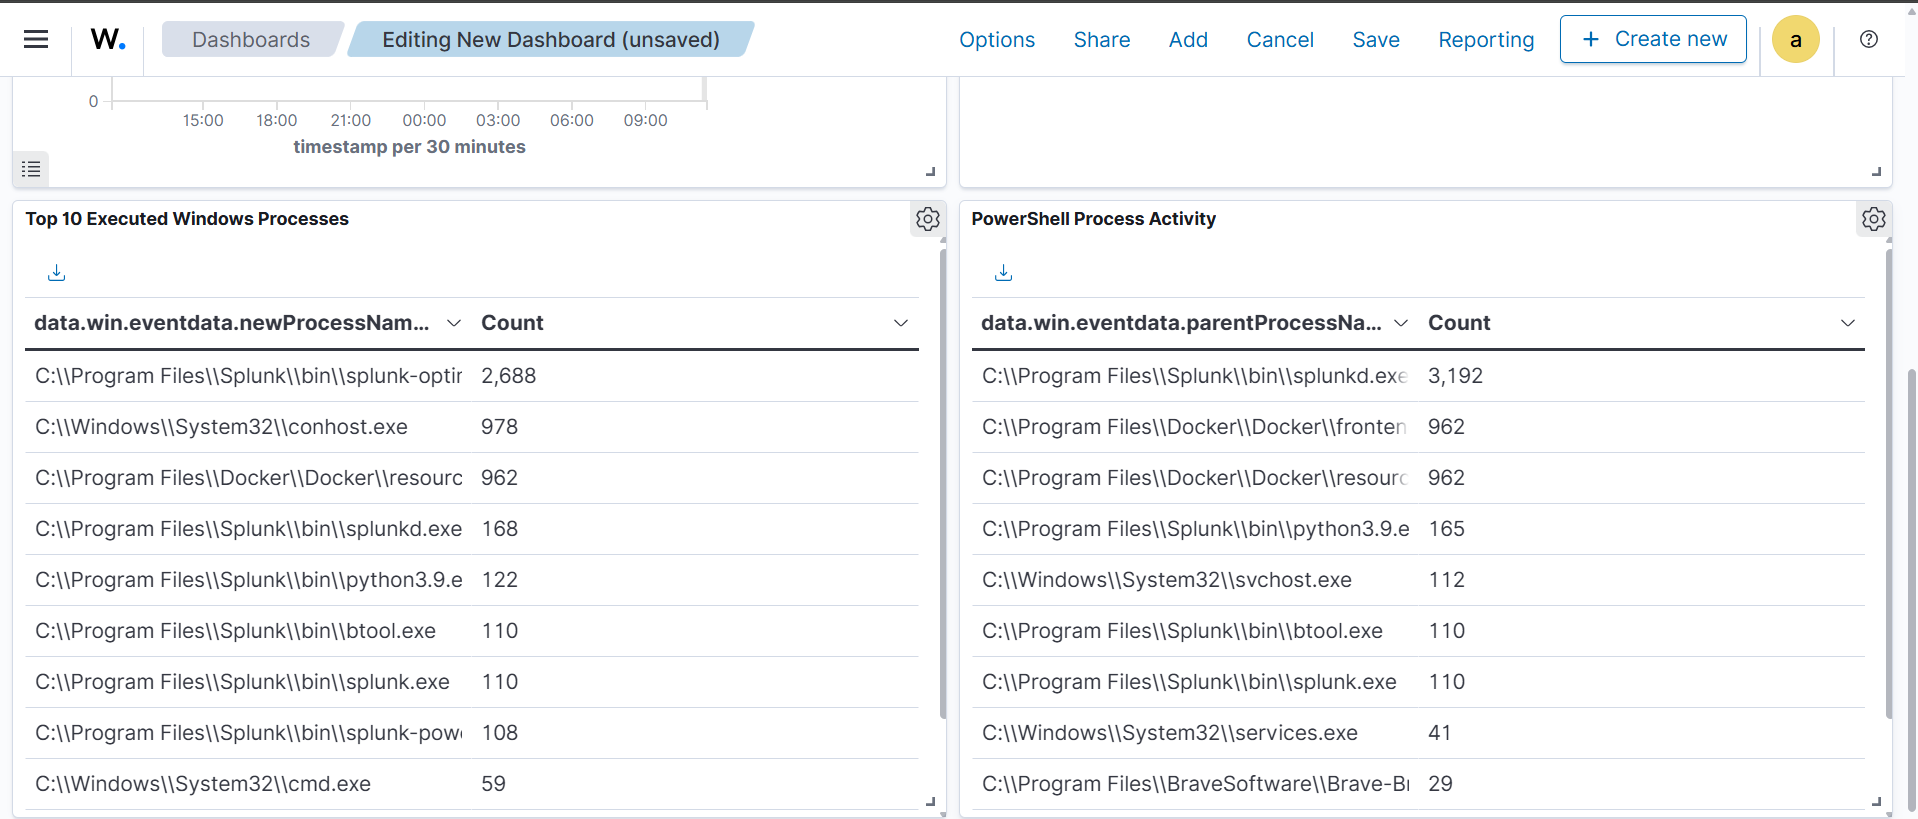 W. Dashboards Editing New Dashboard (unsaved) Options Share Add Cancel Save Reporting + Create new a
0
15:00 18:00 21:00 00:00 03:00 06:00 09:00
timestamp per 30 minutes
Top 10 Executed Windows Processes
data.win.eventdata.newProcessNam... Count
C:\\Program Files\\Splunk\\bin\\splunk-optir 2,688
C:\\Windows\\System32\\conhost.exe 978
C:\\Program Files\\Docker\\Docker\\resourc 962
C:\\Program Files\\Splunk\\bin\\splunkd.exe 168
C:\\Program Files\\Splunk\\bin\\python3.9.e 122
C:\\Program Files\\Splunk\\bin\\btool.exe 110
C:\\Program Files\\Splunk\\bin\\splunk.exe 110
C:\\Program Files\\Splunk\\bin\\splunk-pow 108
C:\\Windows\\System32\\cmd.exe 59
PowerShell Process Activity
data.win.eventdata.parentProcessNa... Count
C:\\Program Files\\Splunk\\bin\\splunkd.exe 3,192
C:\\Program Files\\Docker\\Docker\\fronten 962
C:\\Program Files\\Docker\\Docker\\resourc 962
C:\\Program Files\\Splunk\\bin\\python3.9.e 165
C:\\Windows\\System32\\svchost.exe 112
C:\\Program Files\\Splunk\\bin\\btool.exe 110
C:\\Program Files\\Splunk\\bin\\splunk.exe 110
C:\\Windows\\System32\\services.exe 41
C:\\Program Files\\BraveSoftware\\Brave-Br 29